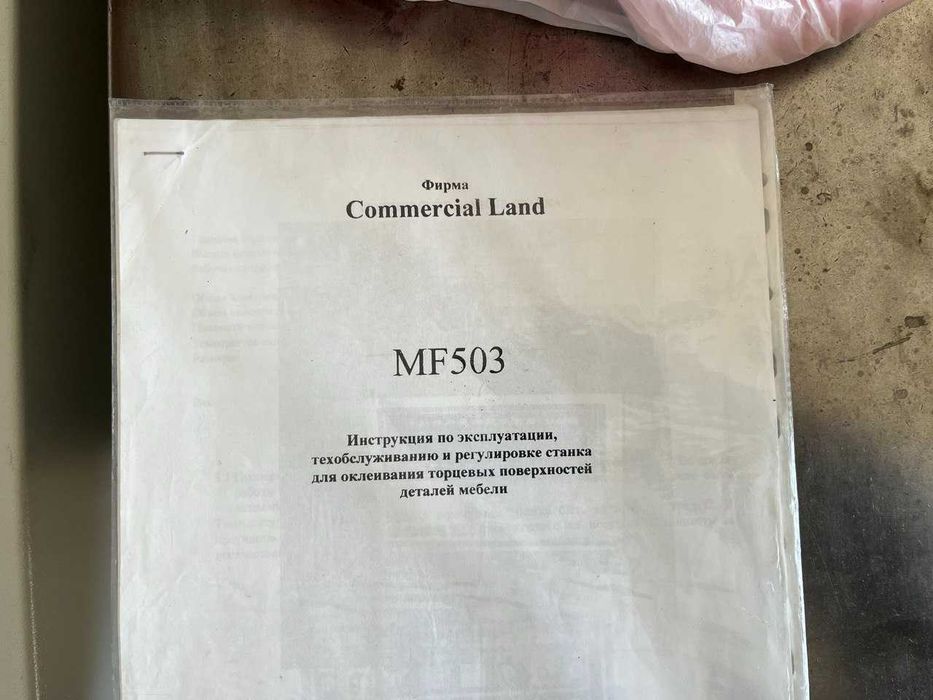 Фирма
Commercial Land
MF503
Инструкция по эксплуатации,
техобслуживанию и регулировке станка
для оклеивания торцевых поверхностей
деталей мебели